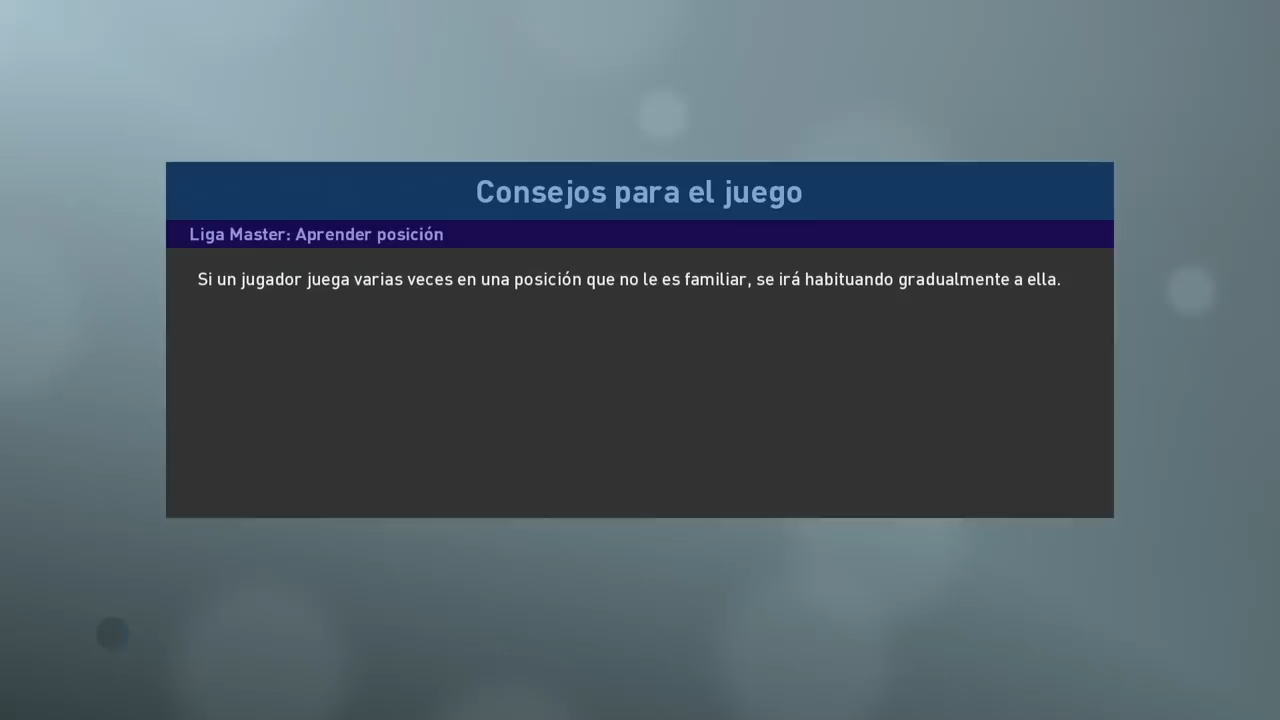 Consejos para el juego
Liga Master: Aprender posición
Si un jugador juega varias veces en una posición que no le es familiar, se irá habituando gradualmente a ella.